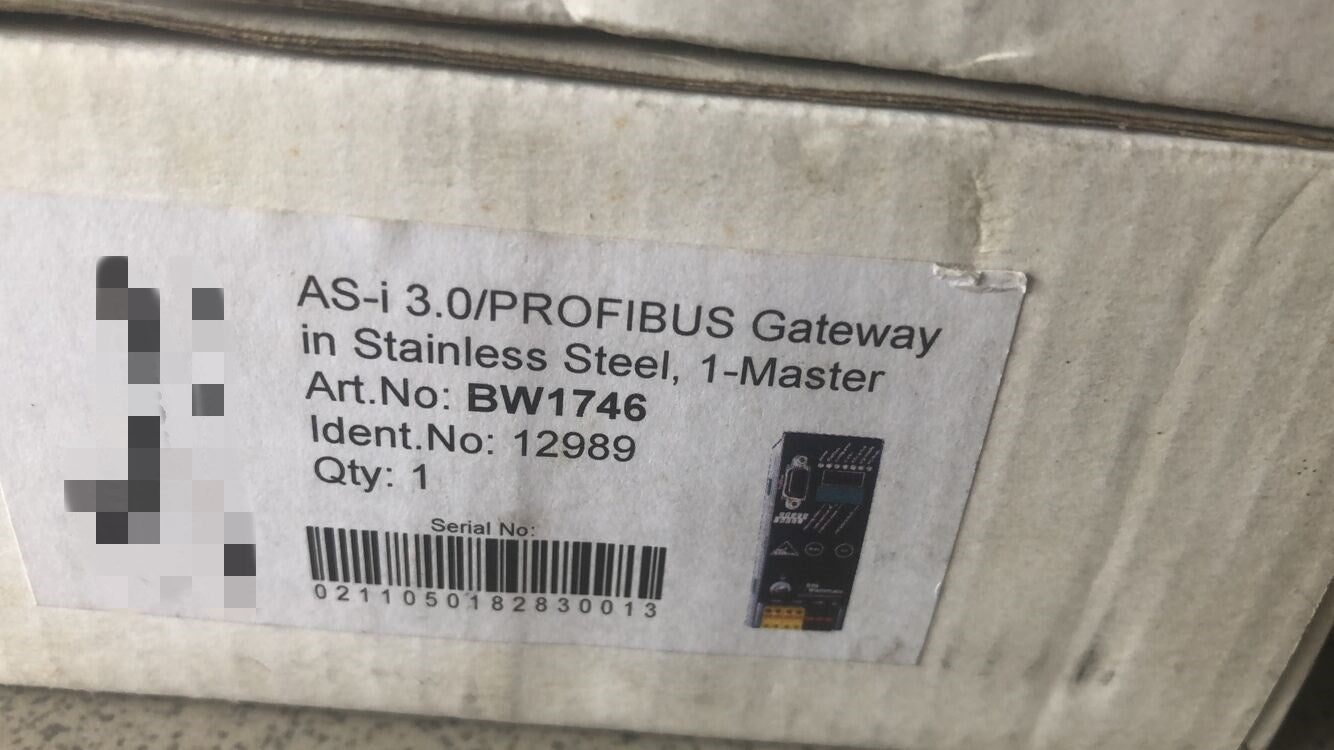 AS-i 3.0/PROFIBUS Gateway
in Stainless Steel, 1-Master
Art.No: BW1746
Ident.No: 12989
Qty: 1
Serial No:
0211050182830013